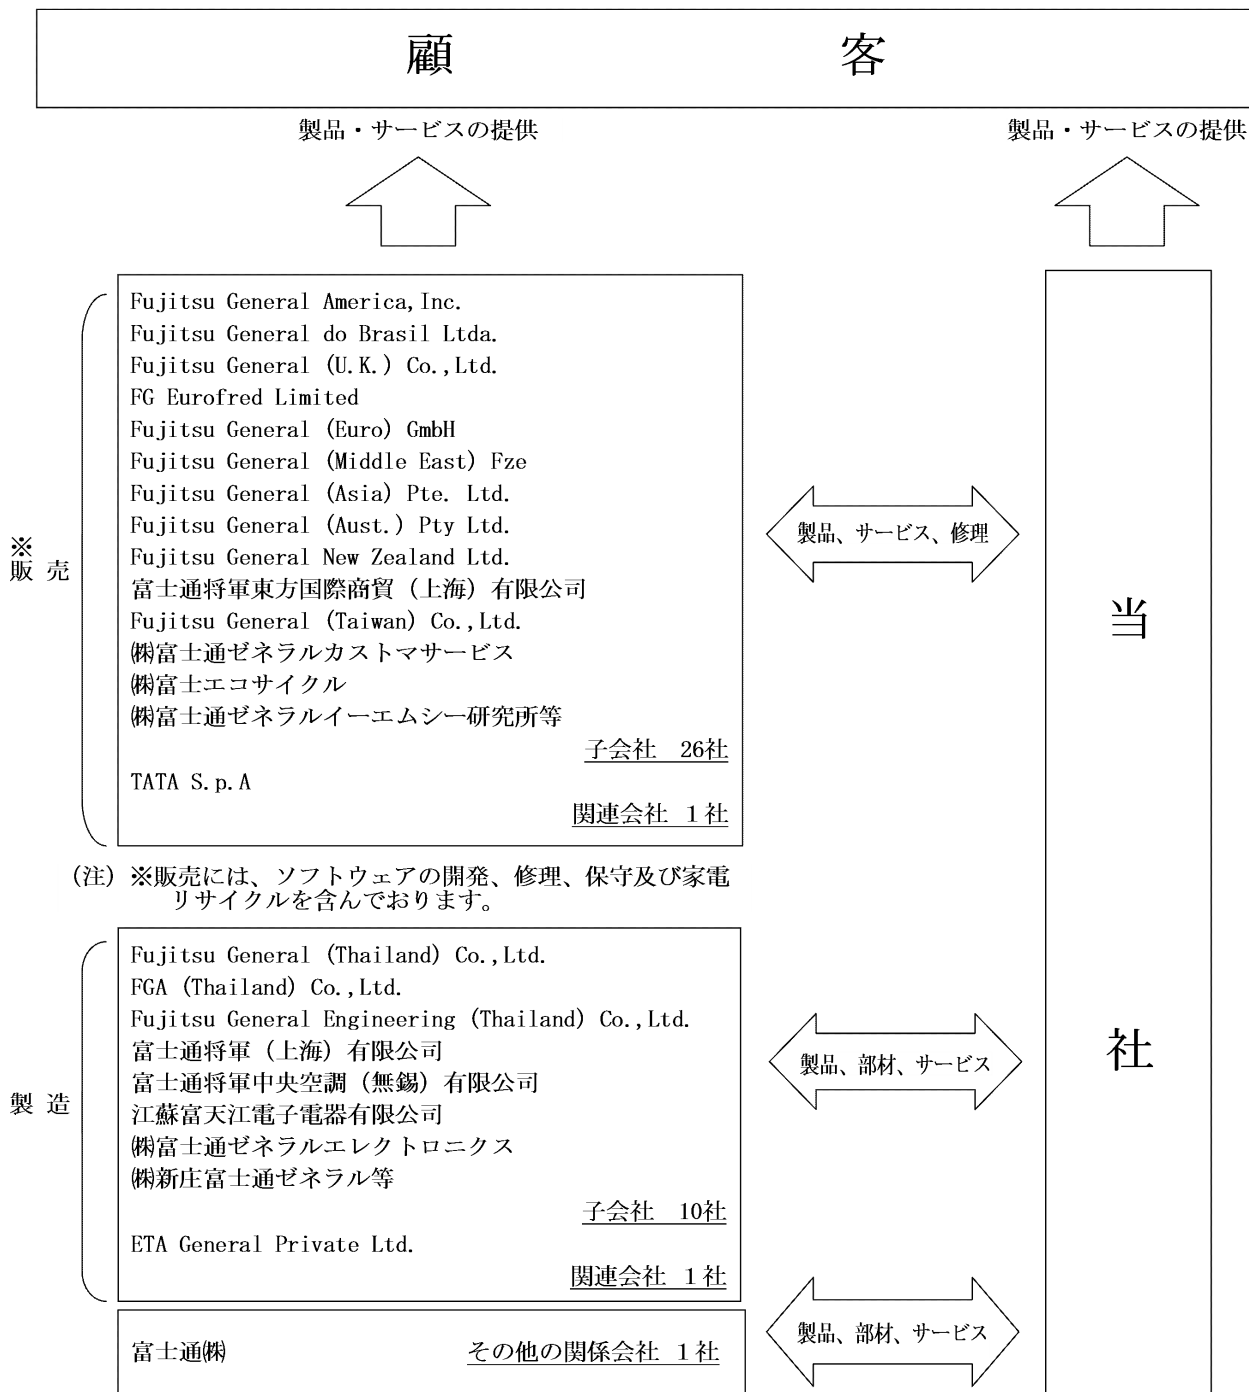 顧客
製品・サービスの提供
製品・サービスの提供
※
販売
Fujitsu General America,Inc.
Fujitsu General do Brasil Ltda.
Fujitsu General (U.K.) Co.,Ltd.
FG Eurofred Limited
Fujitsu General (Euro) GmbH
Fujitsu General (Middle East) Fze
Fujitsu General (Asia) Pte. Ltd.
Fujitsu General (Aust.) Pty Ltd.
Fujitsu General New Zealand Ltd.
富士通将軍東方国際商貿（上海）有限公司
Fujitsu General (Taiwan) Co.,Ltd.
㈱富士通ゼネラルカストマサービス
㈱富士エコサイクル
㈱富士通ゼネラルイーエムシー研究所等
子会社　26社
TATA S.p.A
関連会社 １社
製品、サービス、修理
当社
（注）※販売には、ソフトウェアの開発、修理、保守及び家電
リサイクルを含んでおります。
製造
Fujitsu General (Thailand) Co.,Ltd.
FGA (Thailand) Co.,Ltd.
Fujitsu General Engineering (Thailand) Co.,Ltd.
富士通将軍（上海）有限公司
富士通将軍中央空調（無錫）有限公司
江蘇富天江電子電器有限公司
㈱富士通ゼネラルエレクトロニクス
㈱新庄富士通ゼネラル等
子会社　10社
ETA General Private Ltd.
関連会社 １社
製品、部材、サービス
富士通㈱
その他の関係会社 １社
製品、部材、サービス